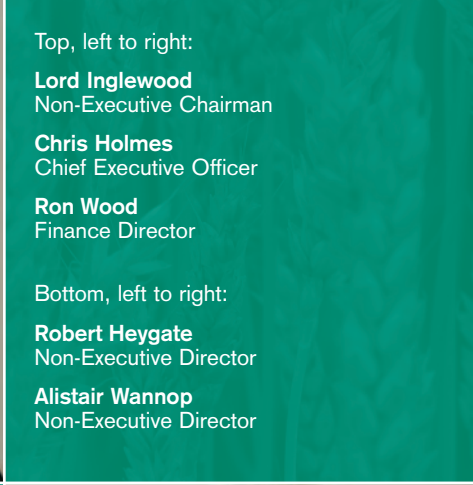 Top, left to right:
Lord Inglewood
Non-Executive Chairman
Chris Holmes
Chief Executive Officer
Ron Wood
Finance Director
Bottom, left to right:
Robert Heygate
Non-Executive Director
Alistair Wannop
Non-Executive Director